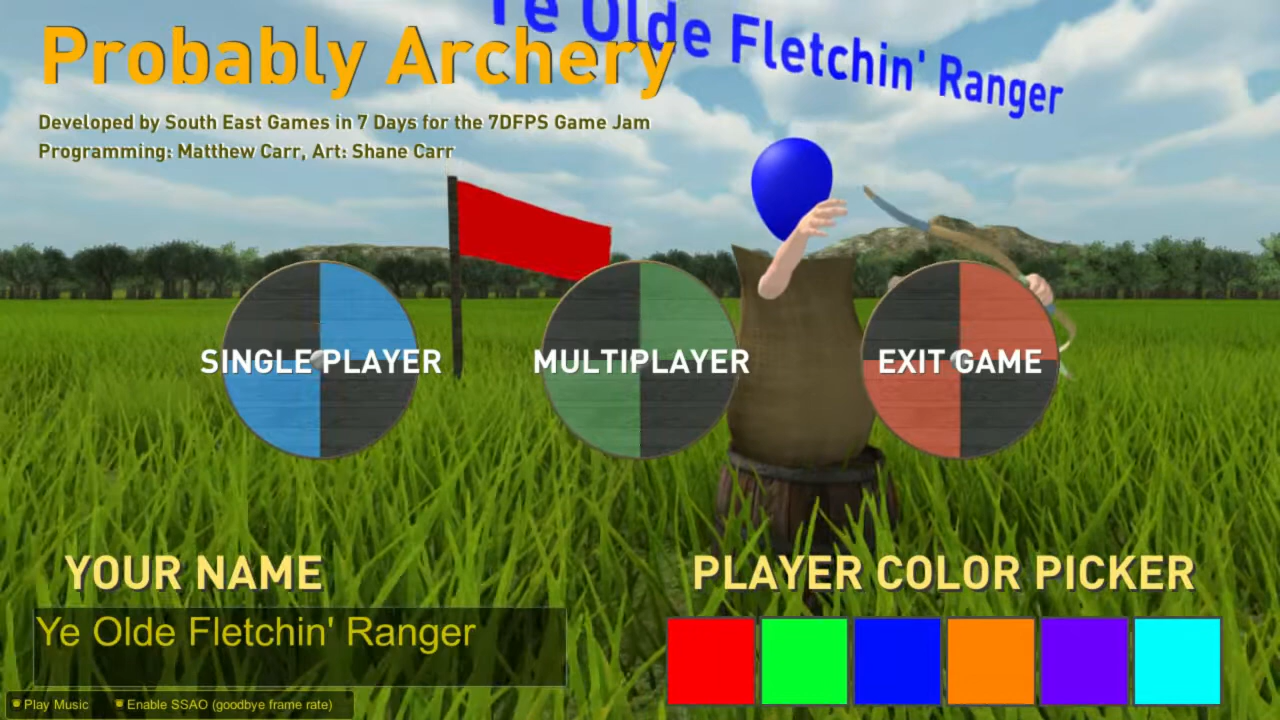 Probably Archery
Ye Olde Fletchin' Ranger
Developed by South East Games in 7 Days for the 7DFPS Game Jam
Programming: Matthew Carr, Art: Shane Carr
SINGLE PLAYER
MULTIPLAYER
EXIT GAME
YOUR NAME
PLAYER COLOR PICKER
Ye Olde Fletchin' Ranger
Play Music
Enable SSAO (goodbye frame rate)